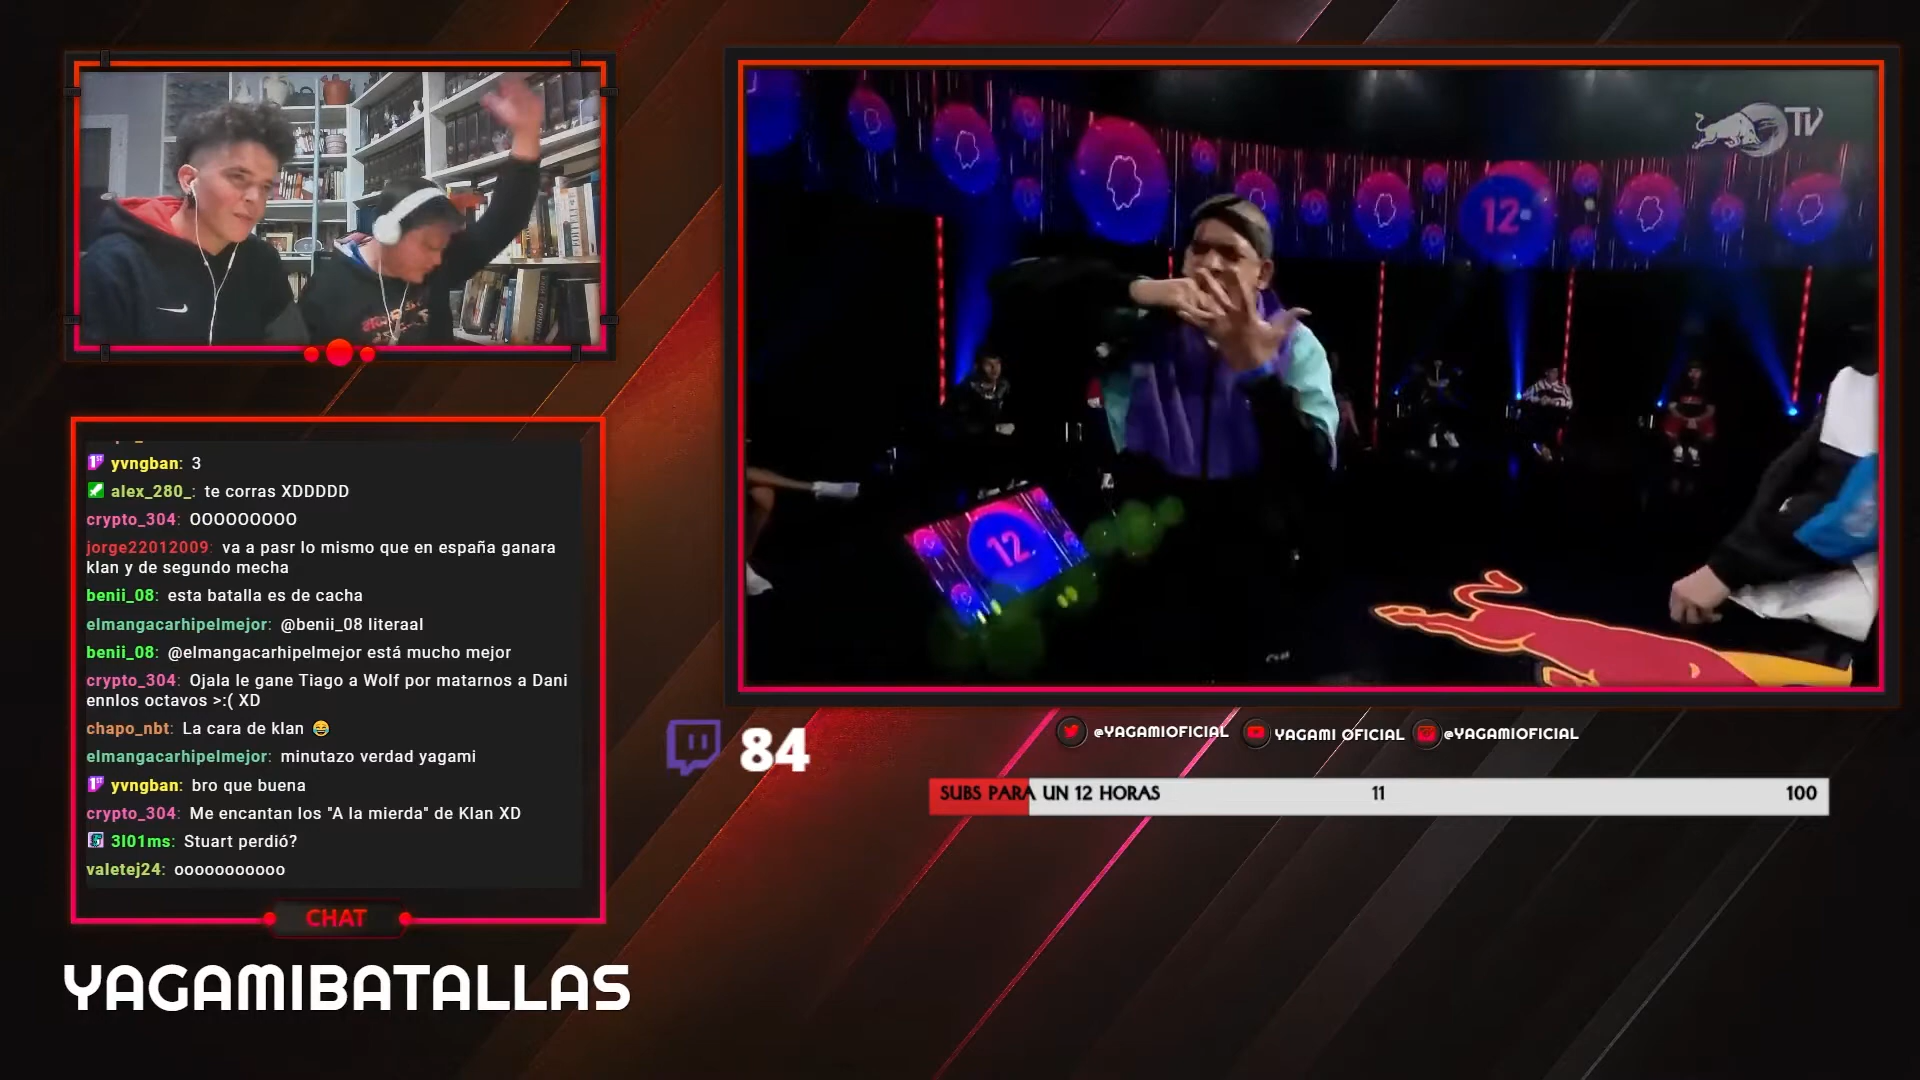 TV
12
12
yvngban: 3
alex_280_: te corras XDDDDD
crypto_304: OOOOOOOOO
jorge22012009: va a pasr lo mismo que en españa ganara
klan y de segundo mecha
benii_08: esta batalla es de cacha
elmangacarhipelmejor: @benii_08 literaal
benii_08: @elmangacarhipelmejor está mucho mejor
crypto_304: Ojala le gane Tiago a Wolf por matarnos a Dani
ennlos octavos >:( XD
chapo_nbt: La cara de klan 😅
elmangacarhipelmejor: minutazo verdad yagami
yvngban: bro que buena
crypto_304: Me encantan los "A la mierda" de Klan XD
3l01ms: Stuart perdió?
valetej24: ooooooooooo
CHAT
YAGAMIBATALLAS
84
@YAGAMIOFICIAL YAGAMI OFICIAL @YAGAMIOFICIAL
SUBS PARA UN 12 HORAS 11 100